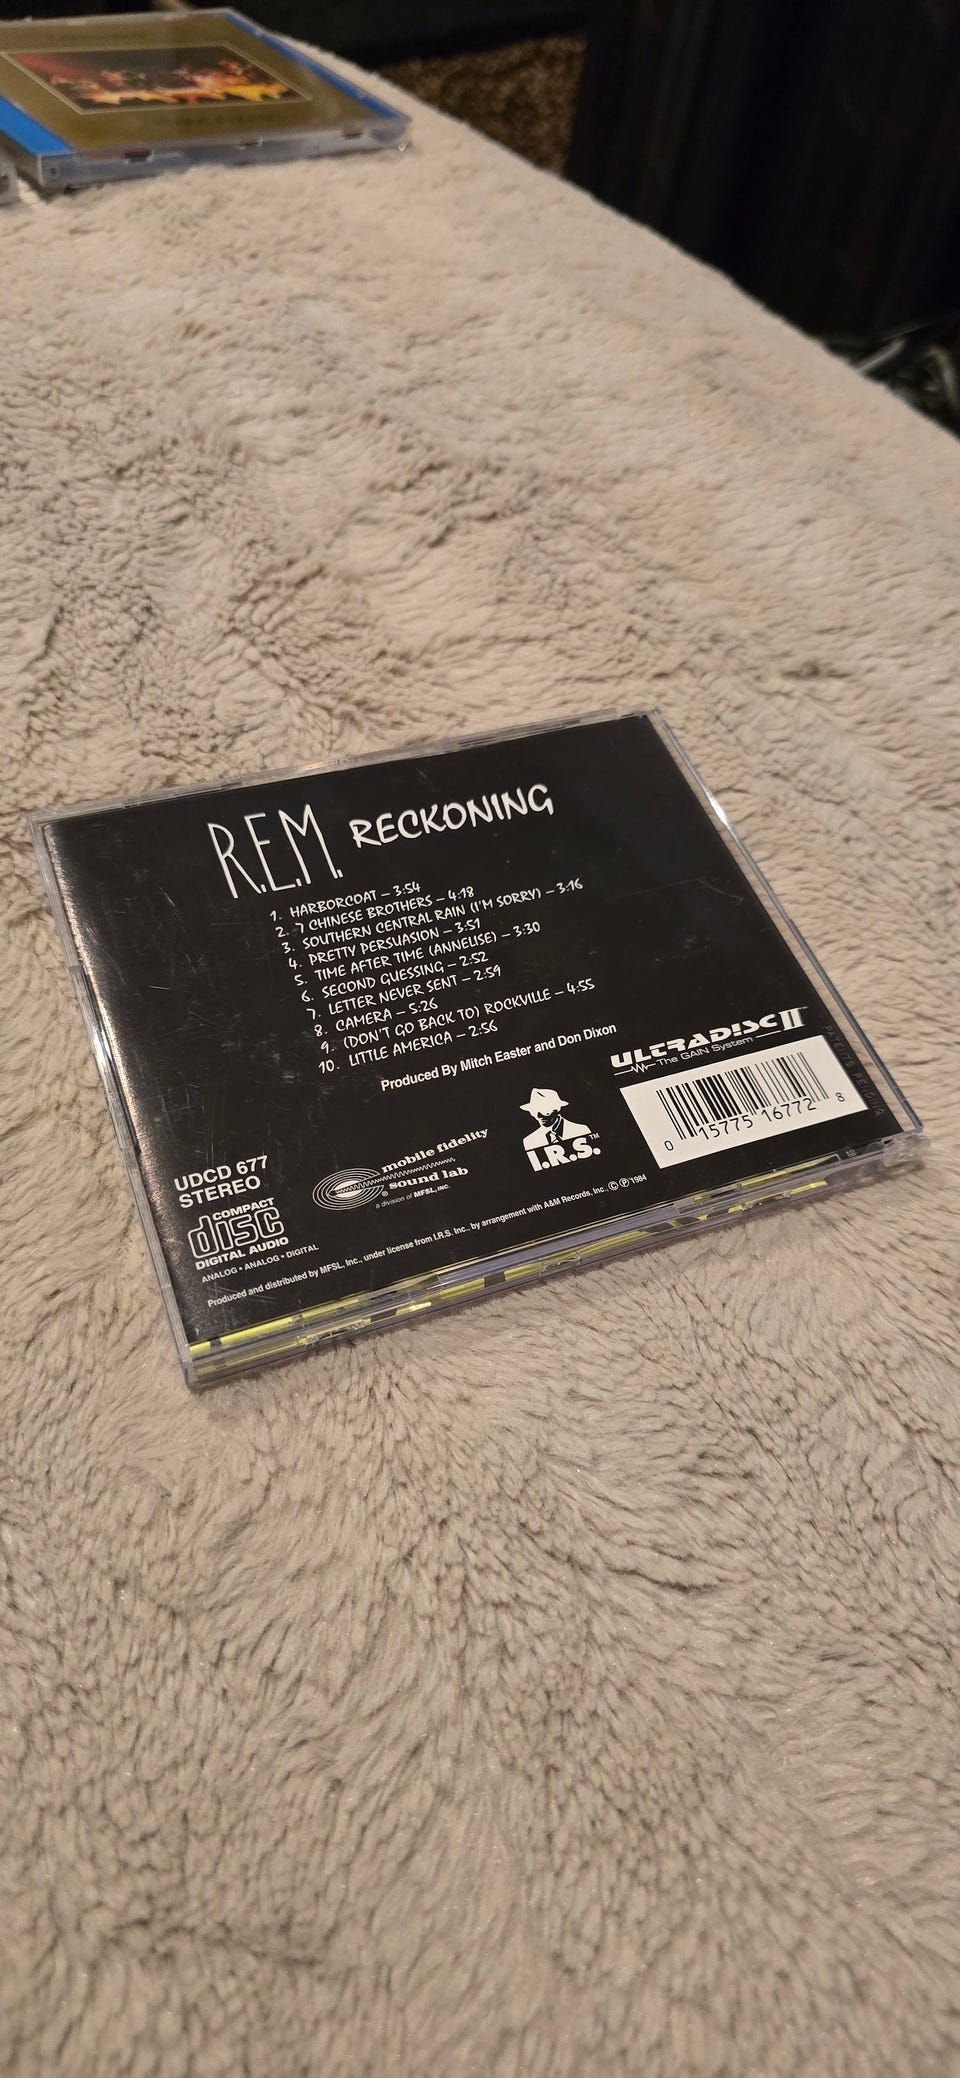 R.E.M. RECKONING
1. HARBORCOAT – 3:54
2. 7 CHINESE BROTHERS – 4:18
3. SOUTHERN CENTRAL RAIN (I'M SORRY) – 3:16
4. PRETTY PERSUASION – 3:51
5. TIME AFTER TIME (ANNELISE) – 3:30
6. SECOND GUESSING – 2:52
7. LETTER NEVER SENT – 2:59
8. CAMERA – 5:26
9. (DON'T GO BACK TO) ROCKVILLE – 4:55
10. LITTLE AMERICA – 2:56
Produced By Mitch Easter and Don Dixon
ULTRADISC II™
The GAIN System™
PATENTS PENDING
0 15775 16772 8
UDCD 677
STEREO
COMPACT
disc
DIGITAL AUDIO
ANALOG • ANALOG • DIGITAL
mobile fidelity
® sound lab
a division of MFSL, INC.
I.R.S.™
Produced and distributed by MFSL, Inc., under license from I.R.S. Inc., by arrangement with A&M Records. Inc., © ℗ 1984